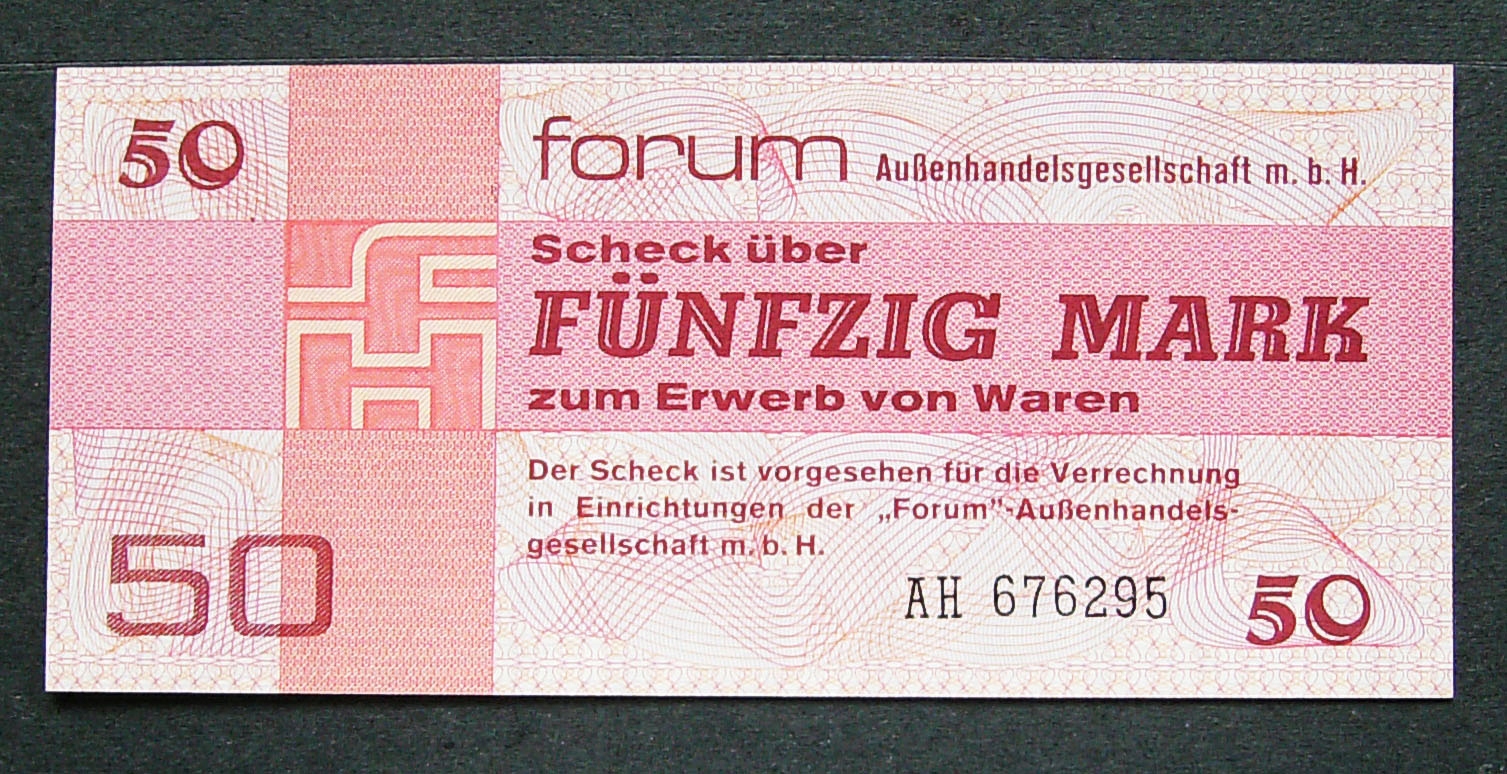 50
forum Außenhandelsgesellschaft m. b. H.
Scheck über
FÜNFZIG MARK
zum Erwerb von Waren
Der Scheck ist vorgesehen für die Verrechnung
in Einrichtungen der „Forum"-Außenhandels-
gesellschaft m. b. H.
50
AH 676295
50